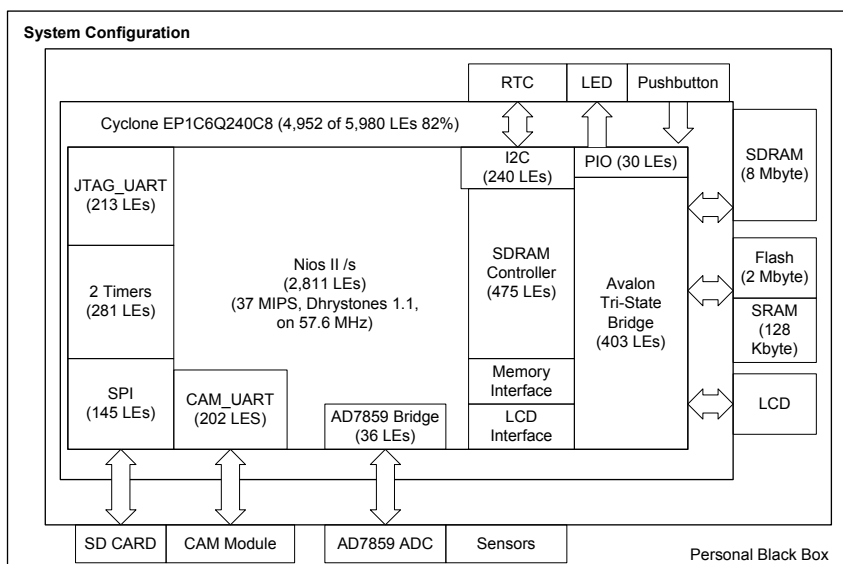 System Configuration
RTC
LED
Pushbutton
Cyclone EP1C6Q240C8 (4,952 of 5,980 LEs 82%)
JTAG_UART
(213 LEs)
I2C
(240 LEs)
PIO (30 LEs)
SDRAM
(8 Mbyte)
2 Timers
(281 LEs)
Nios II /s
(2,811 LEs)
(37 MIPS, Dhrystones 1.1,
on 57.6 MHz)
SDRAM
Controller
(475 LEs)
Avalon
Tri-State
Bridge
(403 LEs)
Flash
(2 Mbyte)
SRAM
(128
Kbyte)
SPI
(145 LEs)
CAM_UART
(202 LES)
AD7859 Bridge
(36 LEs)
Memory
Interface
LCD
Interface
LCD
SD CARD
CAM Module
AD7859 ADC
Sensors
Personal Black Box